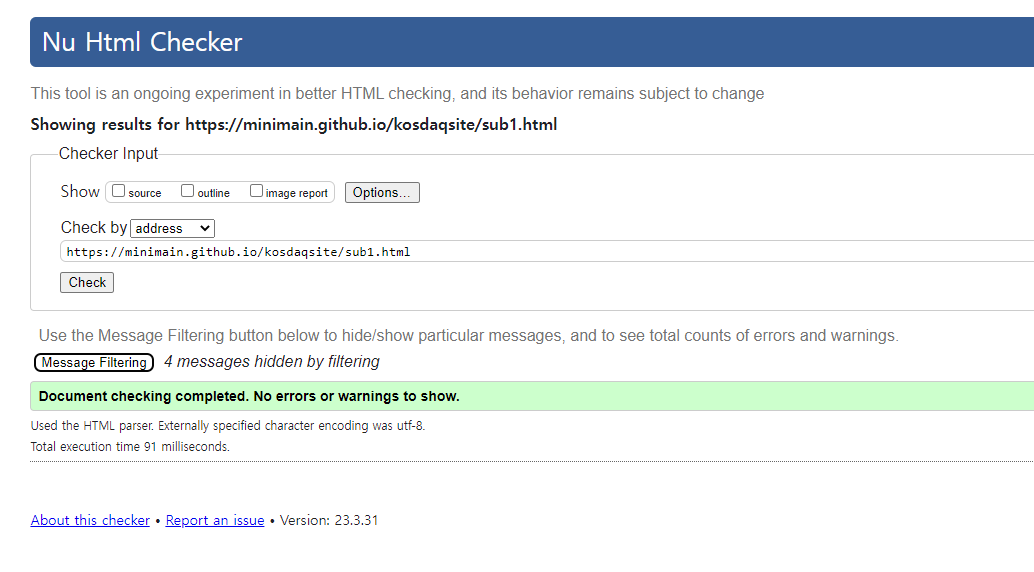 Nu Html Checker
This tool is an ongoing experiment in better HTML checking, and its behavior remains subject to change
Showing results for https://minimain.github.io/kosdaqsite/sub1.html
Checker Input
Show source outline image report Options...
Check by address
https://minimain.github.io/kosdaqsite/sub1.html
Check
Use the Message Filtering button below to hide/show particular messages, and to see total counts of errors and warnings.
Message Filtering 4 messages hidden by filtering
Document checking completed. No errors or warnings to show.
Used the HTML parser. Externally specified character encoding was utf-8.
Total execution time 91 milliseconds.
About this checker • Report an issue • Version: 23.3.31